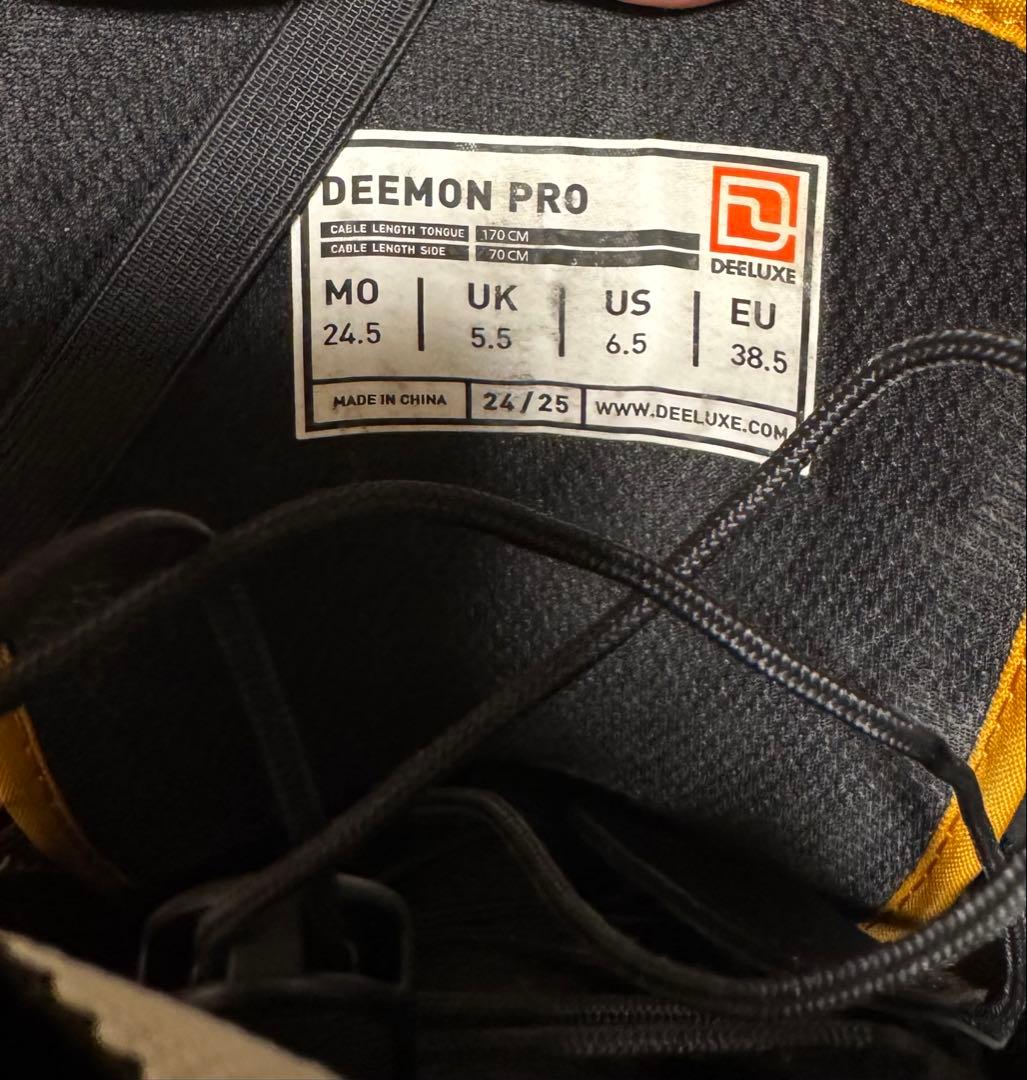 DEEMON PRO
CABLE LENGTH TONGUE 170 CM
CABLE LENGTH SIDE 70 CM
DEELUXE
MO UK US EU
24.5 5.5 6.5 38.5
MADE IN CHINA 24/25 WWW.DEELUXE.COM